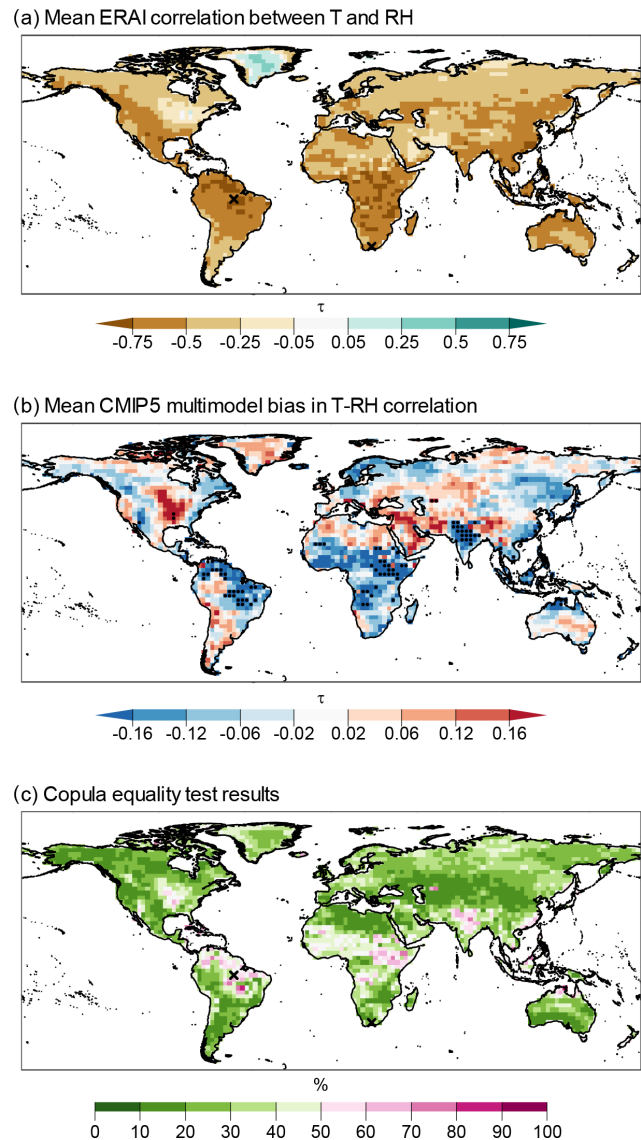 (a) Mean ERAI correlation between T and RH
τ
-0.75 -0.5 -0.25 -0.05 0.05 0.25 0.5 0.75
(b) Mean CMIP5 multimodel bias in T-RH correlation
τ
-0.16 -0.12 -0.06 -0.02 0.02 0.06 0.12 0.16
(c) Copula equality test results
%
0 10 20 30 40 50 60 70 80 90 100